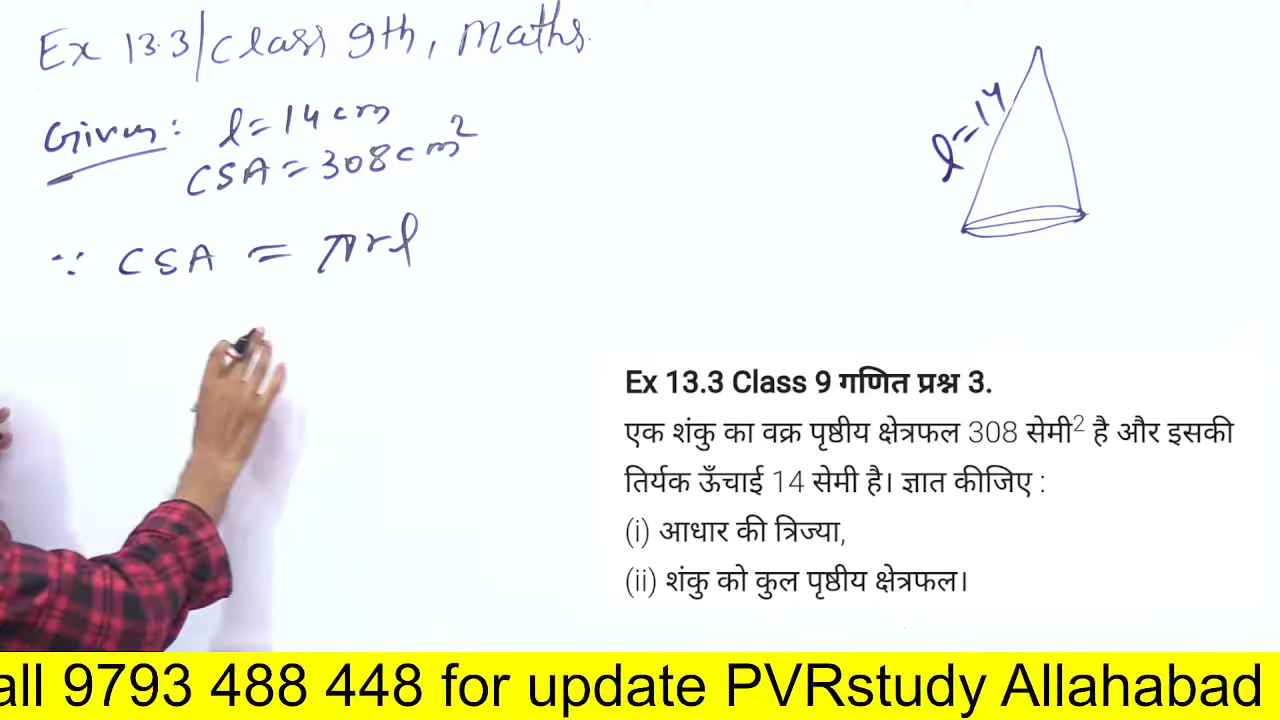 Ex 13.3/Class 9th, Maths.
Given: l = 14 cm
CSA = 308 cm²
∵ CSA = πrl
l = 14
Ex 13.3 Class 9 गणित प्रश्न 3.
एक शंकु का वक्र पृष्ठीय क्षेत्रफल 308 सेमी² है और इसकी
तिर्यक ऊँचाई 14 सेमी है। ज्ञात कीजिए :
(i) आधार की त्रिज्या,
(ii) शंकु को कुल पृष्ठीय क्षेत्रफल।
all 9793 488 448 for update PVRstudy Allahabad